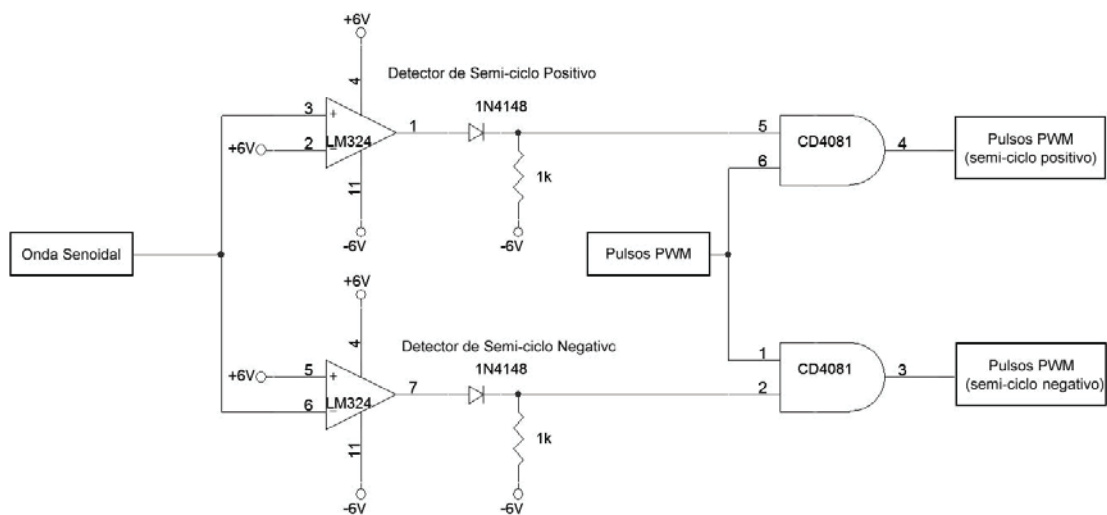 +6V
4
Detector de Semi-ciclo Positivo
1N4148
3
+
LM324
1
+6V
2
−
11
1k
-6V
-6V
5
6
CD4081
4
Pulsos PWM
(semi-ciclo positivo)
Onda Senoidal
Pulsos PWM
+6V
4
Detector de Semi-ciclo Negativo
1N4148
+6V
5
+
LM324
7
6
−
11
1k
-6V
-6V
1
2
CD4081
3
Pulsos PWM
(semi-ciclo negativo)